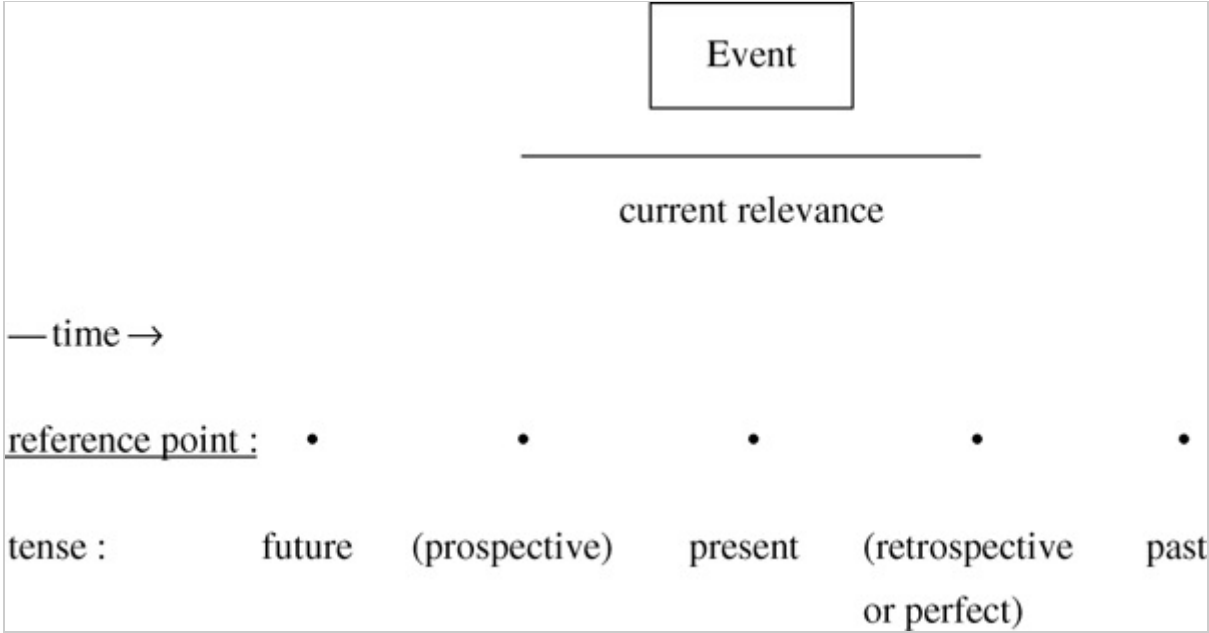 Event
current relevance
—time→
reference point : • • • • •
tense : future (prospective) present (retrospective past
or perfect)